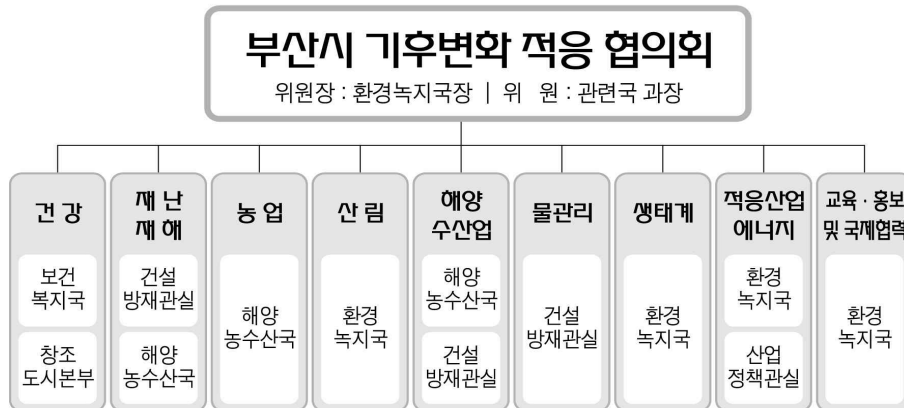 부산시 기후변화 적응 협의회
위원장 : 환경녹지국장 | 위 원 : 관련국 과장
건 강
보건
복지국
창조
도시본부
재 난
재 해
건설
방재관실
해양
농수산국
농 업
해양
농수산국
산 림
환경
녹지국
해양
수산업
해양
농수산국
건설
방재관실
물관리
건설
방재관실
생태계
환경
녹지국
적응산업
에너지
환경
녹지국
산업
정책관실
교육 · 홍보
및 국제협력
환경
녹지국